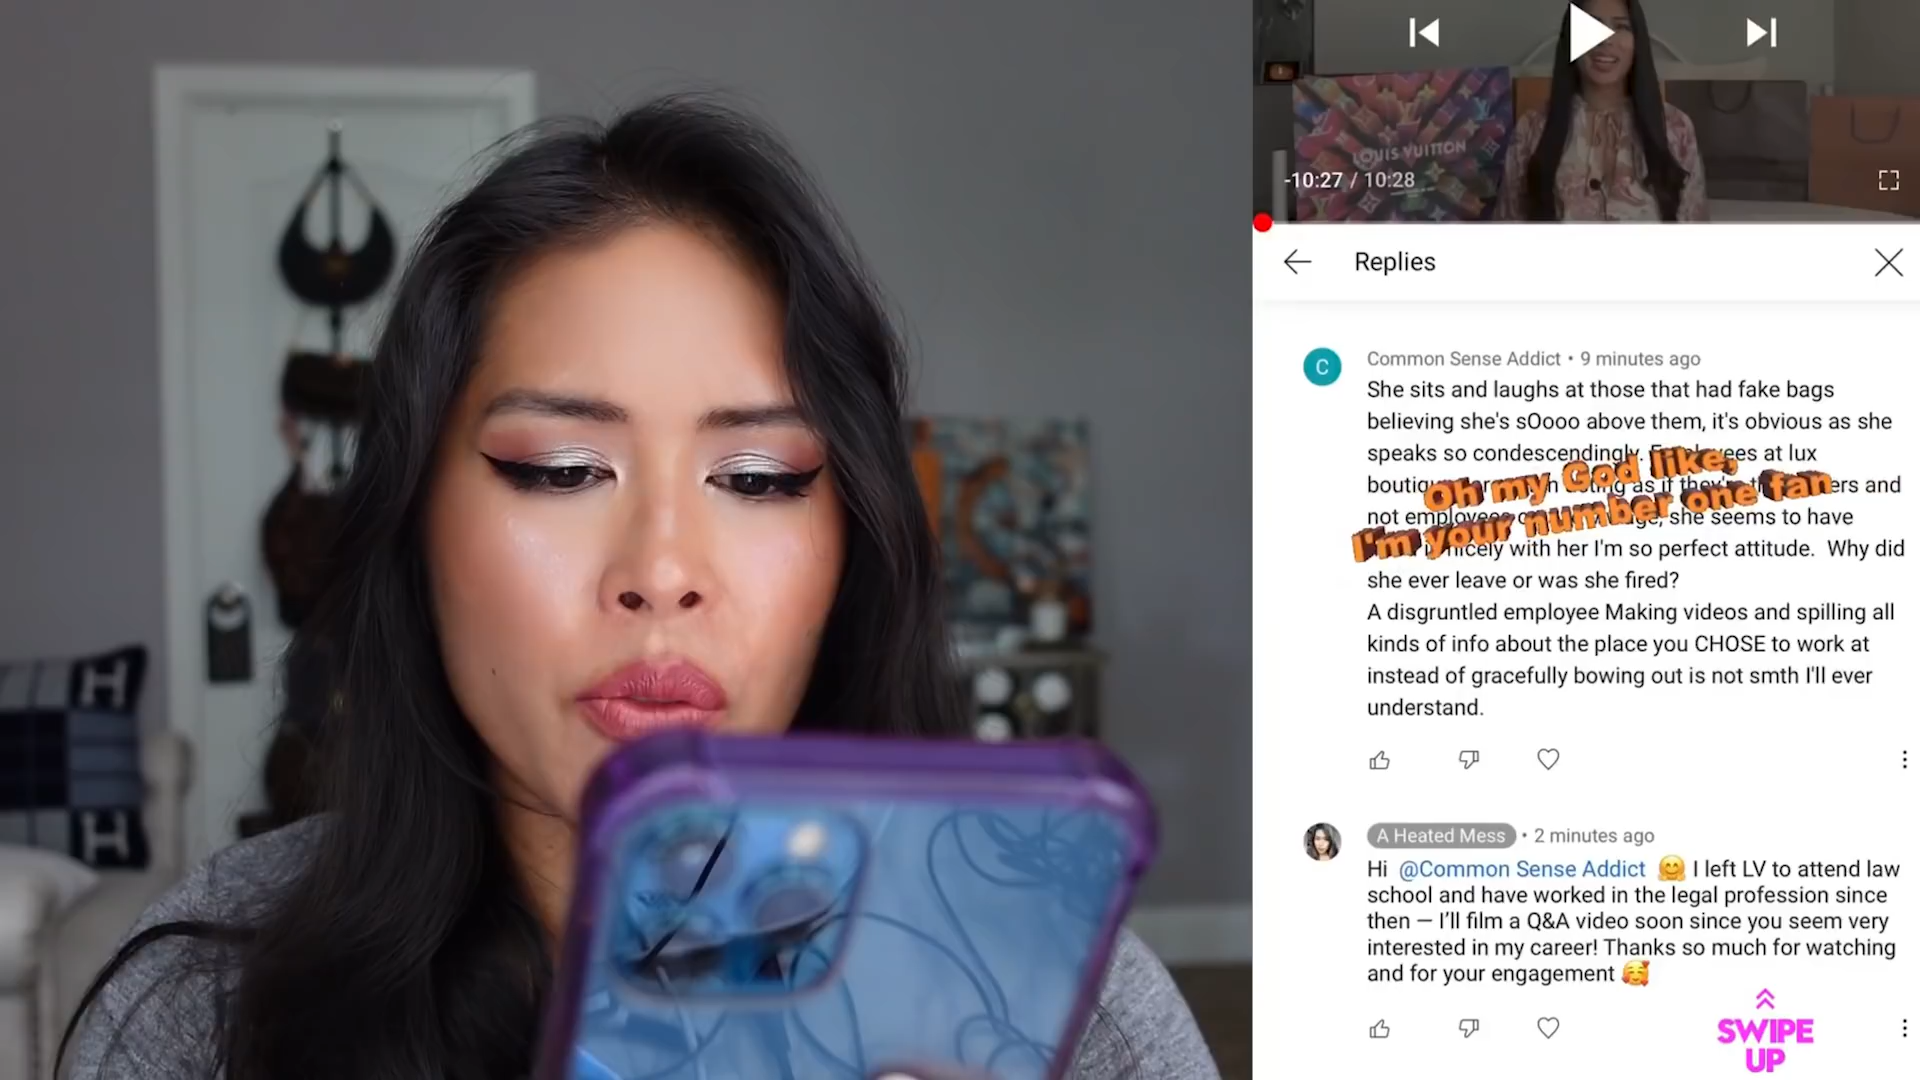 LOUIS VUITTON
-10:27 / 10:28
Replies
C
Common Sense Addict • 9 minutes ago
She sits and laughs at those that had fake bags
believing she's sOooo above them, it's obvious as she
speaks so condescendingly. ees at lux
Oh my God like,
not she seems to have
I'm your number one fan
nicely with her I'm so perfect attitude. Why did
she ever leave or was she fired?
A disgruntled employee Making videos and spilling all
kinds of info about the place you CHOSE to work at
instead of gracefully bowing out is not smth I'll ever
understand.
A Heated Mess • 2 minutes ago
Hi @Common Sense Addict 🤗 I left LV to attend law
school and have worked in the legal profession since
then — I'll film a Q&A video soon since you seem very
interested in my career! Thanks so much for watching
and for your engagement 🥰
SWIPE
UP
H
H